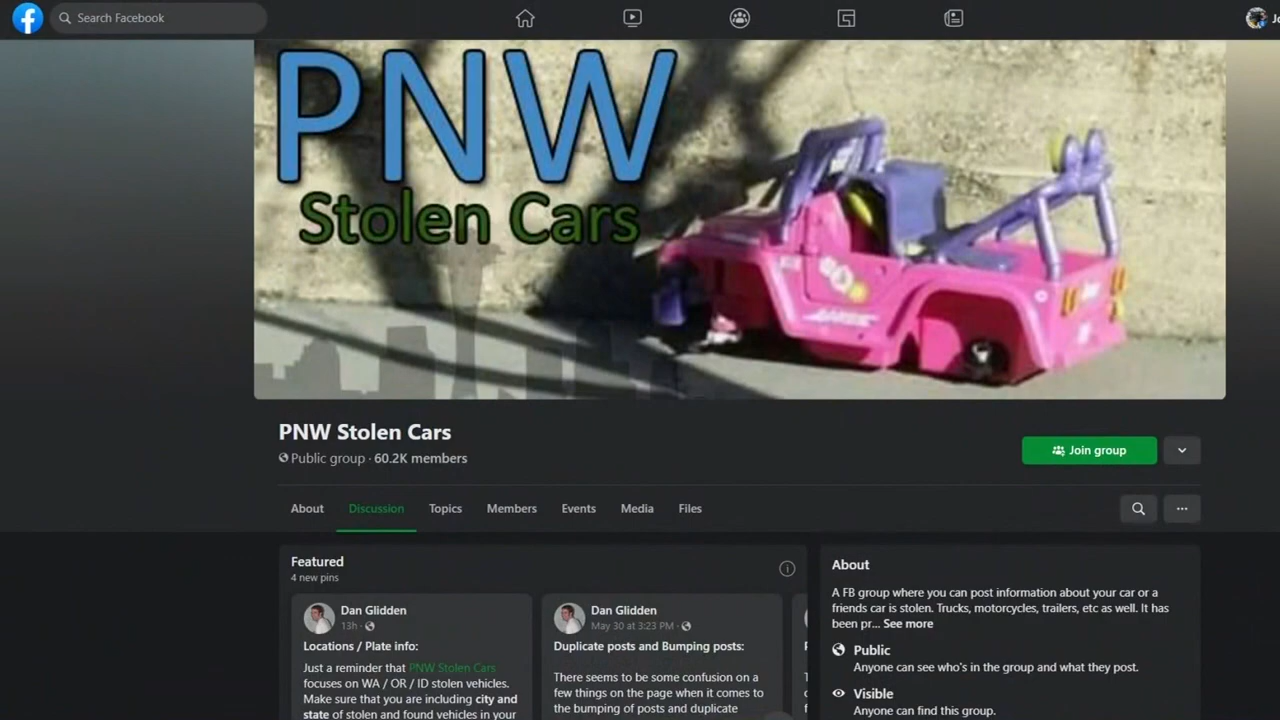 Search Facebook
Jo
PNW
Stolen Cars
PNW Stolen Cars
Public group · 60.2K members
Join group
About
Discussion
Topics
Members
Events
Media
Files
Featured
4 new pins
Dan Glidden
13h ·
Locations / Plate info:
Just a reminder that PNW Stolen Cars
focuses on WA / OR / ID stolen vehicles.
Make sure that you are including city and
state of stolen and found vehicles in your
Dan Glidden
May 30 at 3:23 PM ·
Duplicate posts and Bumping posts:
There seems to be some confusion on a
few things on the page when it comes to
the bumping of posts and duplicate
About
A FB group where you can post information about your car or a
friends car is stolen. Trucks, motorcycles, trailers, etc as well. It has
been pr... See more
Public
Anyone can see who's in the group and what they post.
Visible
Anyone can find this group.